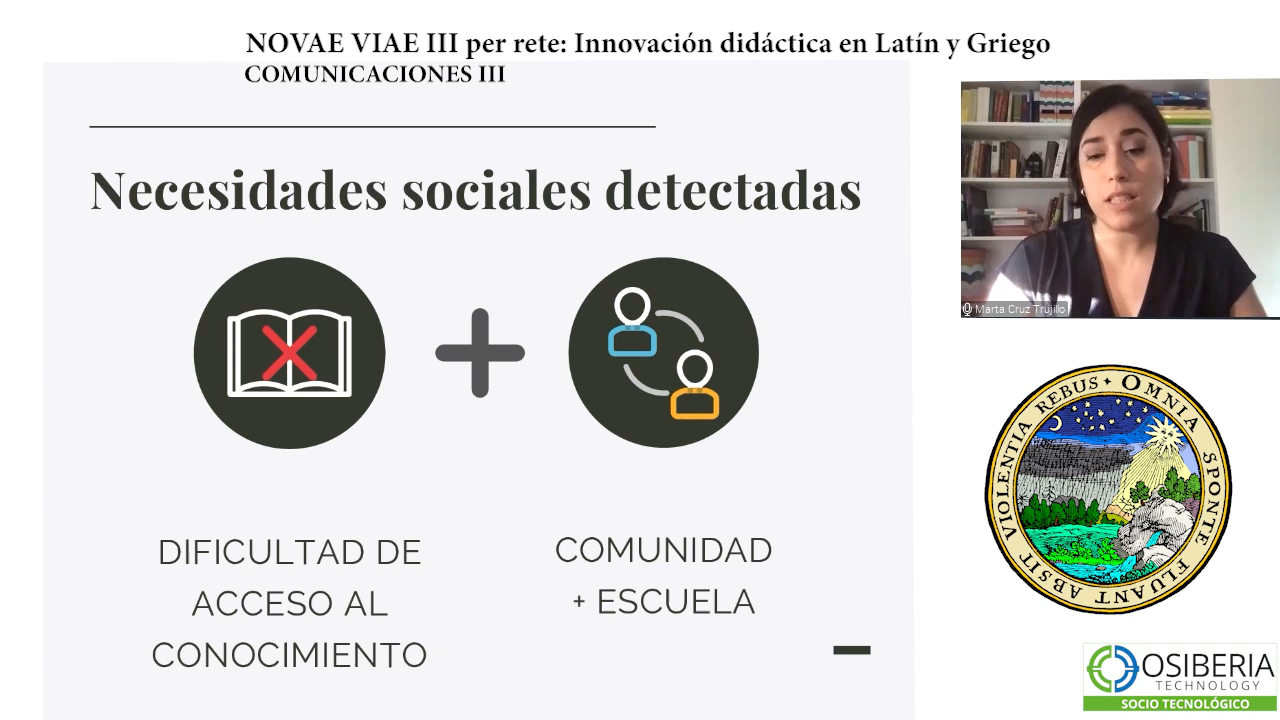 NOVAE VIAE III per rete: Innovación didáctica en Latín y Griego
COMUNICACIONES III
Necesidades sociales detectadas
DIFICULTAD DE
ACCESO AL
CONOCIMIENTO
COMUNIDAD
+ ESCUELA
Marta Cruz Trujillo
OMNIA SPONTE FLUANT ABSIT VIOLENTIA REBUS
OSIBERIA
TECHNOLOGY
SOCIO TECNOLÓGICO